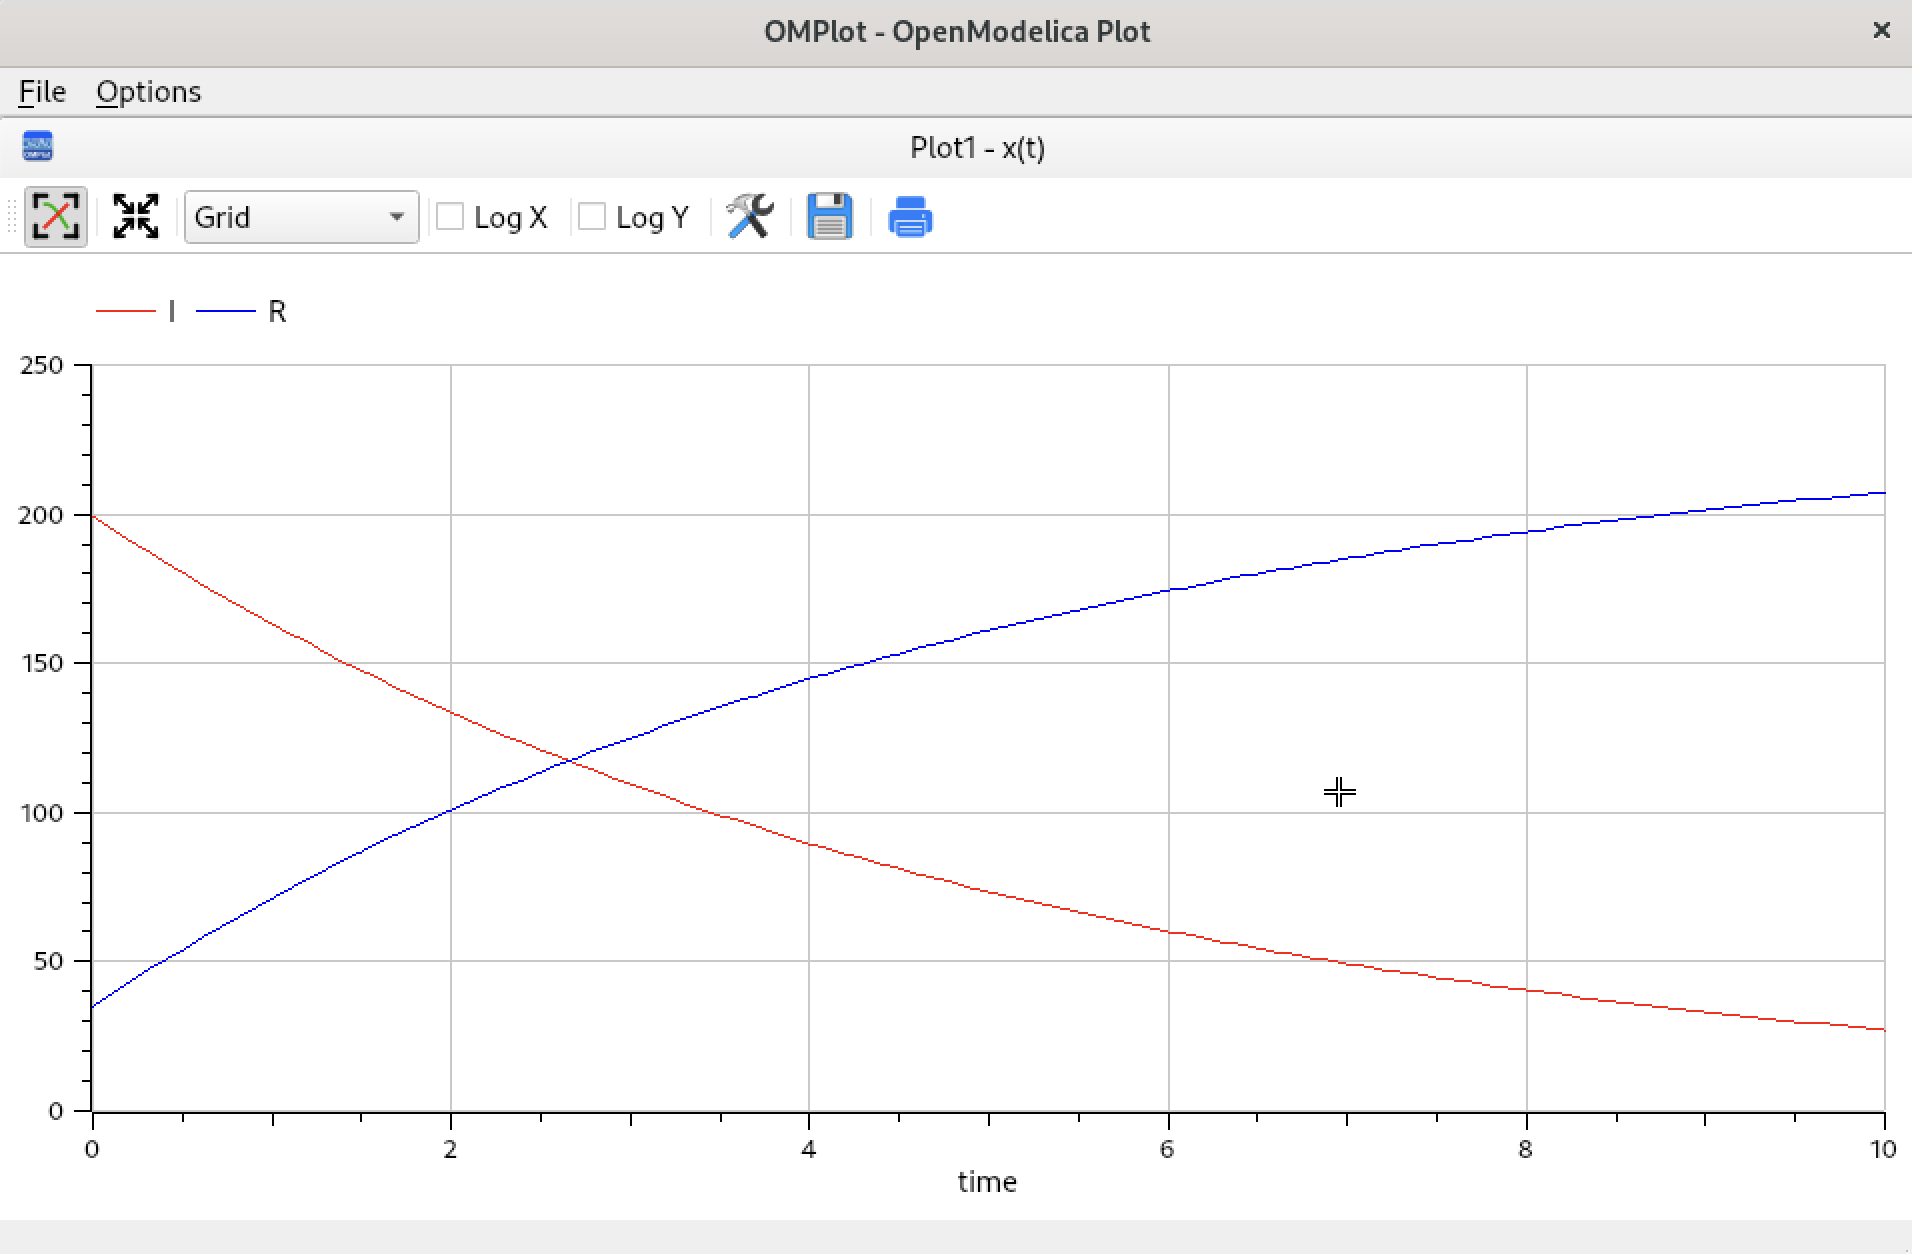 OMPlot - OpenModelica Plot
×
File Options
OMPlot
Plot1 - x(t)
Grid Log X Log Y
I R
250
200
150
100
50
0
0 2 4 6 8 10
time